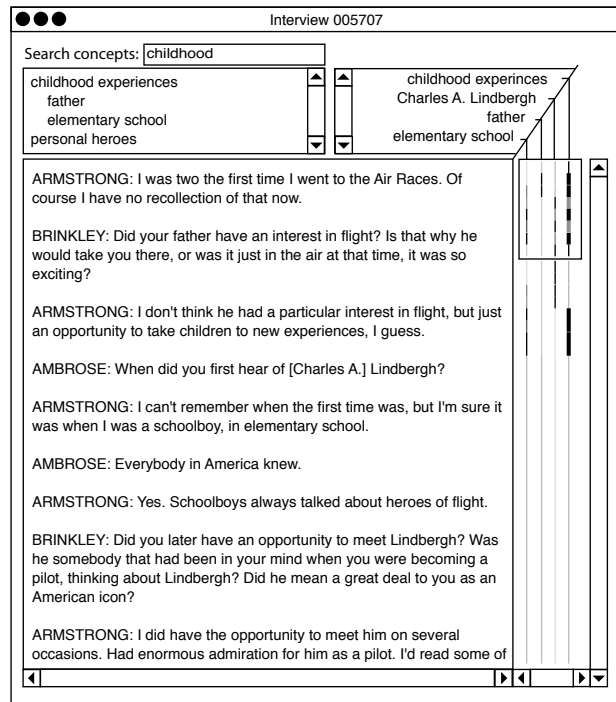 Interview 005707
Search concepts: childhood
childhood experiences
father
elementary school
personal heroes
childhood experinces
Charles A. Lindbergh
father
elementary school
ARMSTRONG: I was two the first time I went to the Air Races. Of
course I have no recollection of that now.
BRINKLEY: Did your father have an interest in flight? Is that why he
would take you there, or was it just in the air at that time, it was so
exciting?
ARMSTRONG: I don't think he had a particular interest in flight, but just
an opportunity to take children to new experiences, I guess.
AMBROSE: When did you first hear of [Charles A.] Lindbergh?
ARMSTRONG: I can't remember when the first time was, but I'm sure it
was when I was a schoolboy, in elementary school.
AMBROSE: Everybody in America knew.
ARMSTRONG: Yes. Schoolboys always talked about heroes of flight.
BRINKLEY: Did you later have an opportunity to meet Lindbergh? Was
he somebody that had been in your mind when you were becoming a
pilot, thinking about Lindbergh? Did he mean a great deal to you as an
American icon?
ARMSTRONG: I did have the opportunity to meet him on several
occasions. Had enormous admiration for him as a pilot. I'd read some of